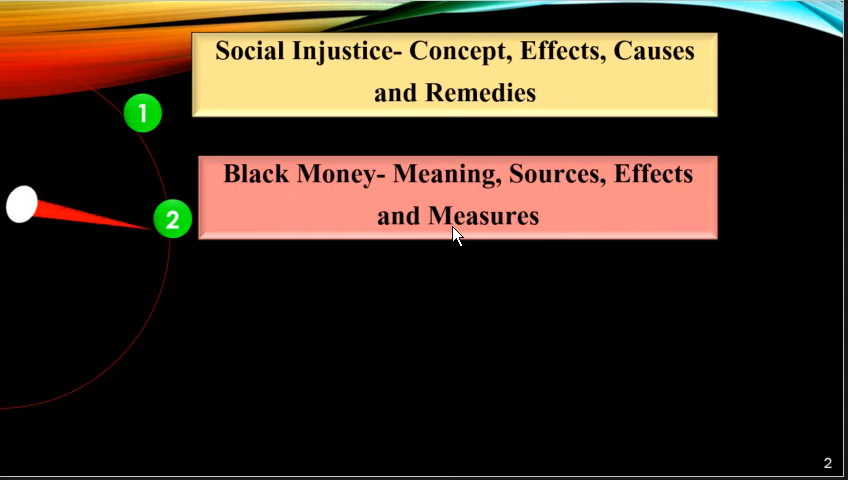 Social Injustice- Concept, Effects, Causes
and Remedies
1
Black Money- Meaning, Sources, Effects
and Measures
2
2